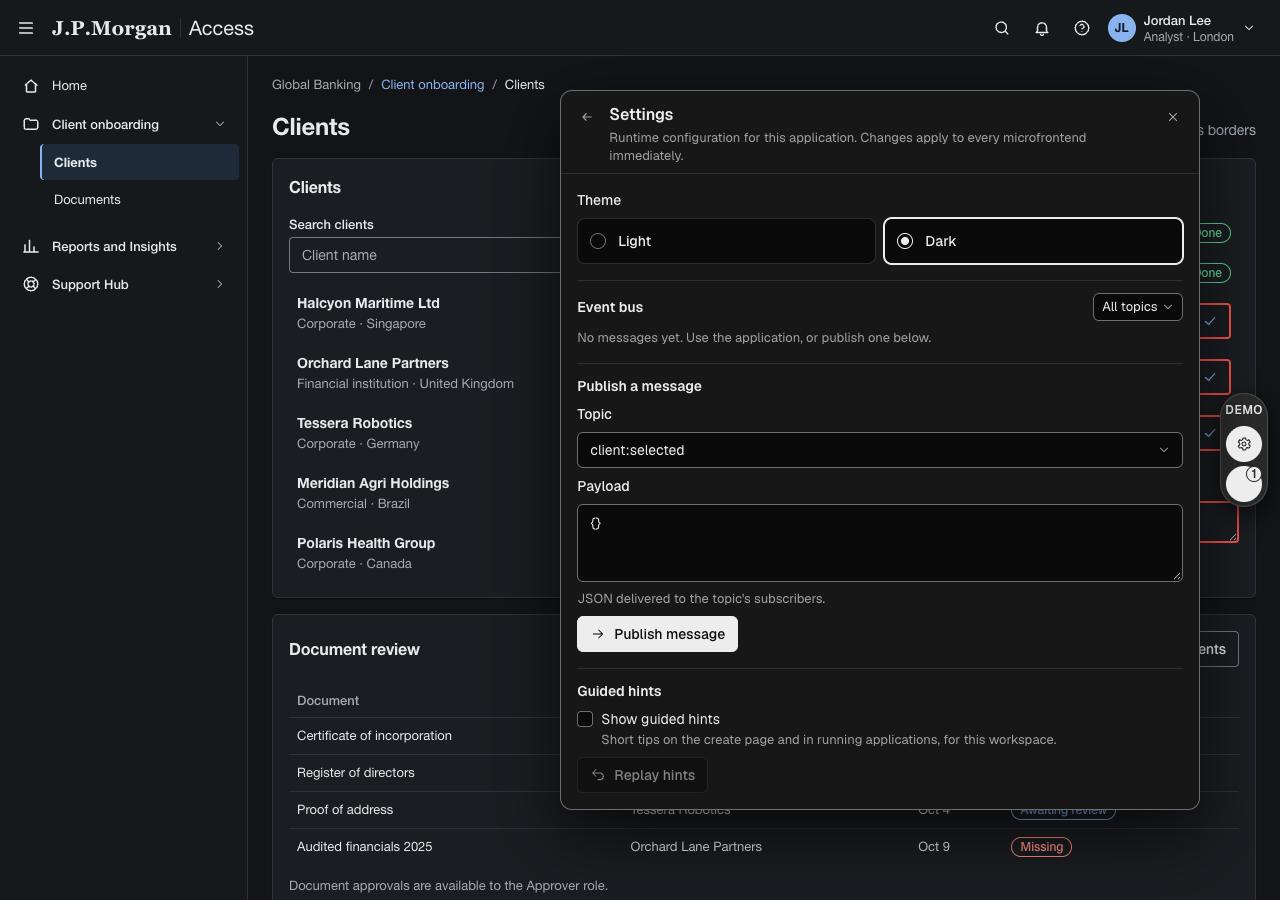 J.P.Morgan Access
JL
Jordan Lee
Analyst · London
Home
Client onboarding
Clients
Documents
Reports and Insights
Support Hub
Global Banking / Client onboarding / Clients
Clients
borders
Clients
Search clients
Client name
Halcyon Maritime Ltd
Corporate · Singapore
Orchard Lane Partners
Financial institution · United Kingdom
Tessera Robotics
Corporate · Germany
Meridian Agri Holdings
Commercial · Brazil
Polaris Health Group
Corporate · Canada
Settings
Runtime configuration for this application. Changes apply to every microfrontend
immediately.
Theme
Light
Dark
Event bus
All topics
No messages yet. Use the application, or publish one below.
Publish a message
Topic
client:selected
Payload
{}
JSON delivered to the topic's subscribers.
Publish message
Guided hints
Show guided hints
Short tips on the create page and in running applications, for this workspace.
Replay hints
DEMO
1
Document review
Document
Certificate of incorporation
Register of directors
Proof of address Tessera Robotics Oct 4 Awaiting review
Audited financials 2025 Orchard Lane Partners Oct 9 Missing
Document approvals are available to the Approver role.